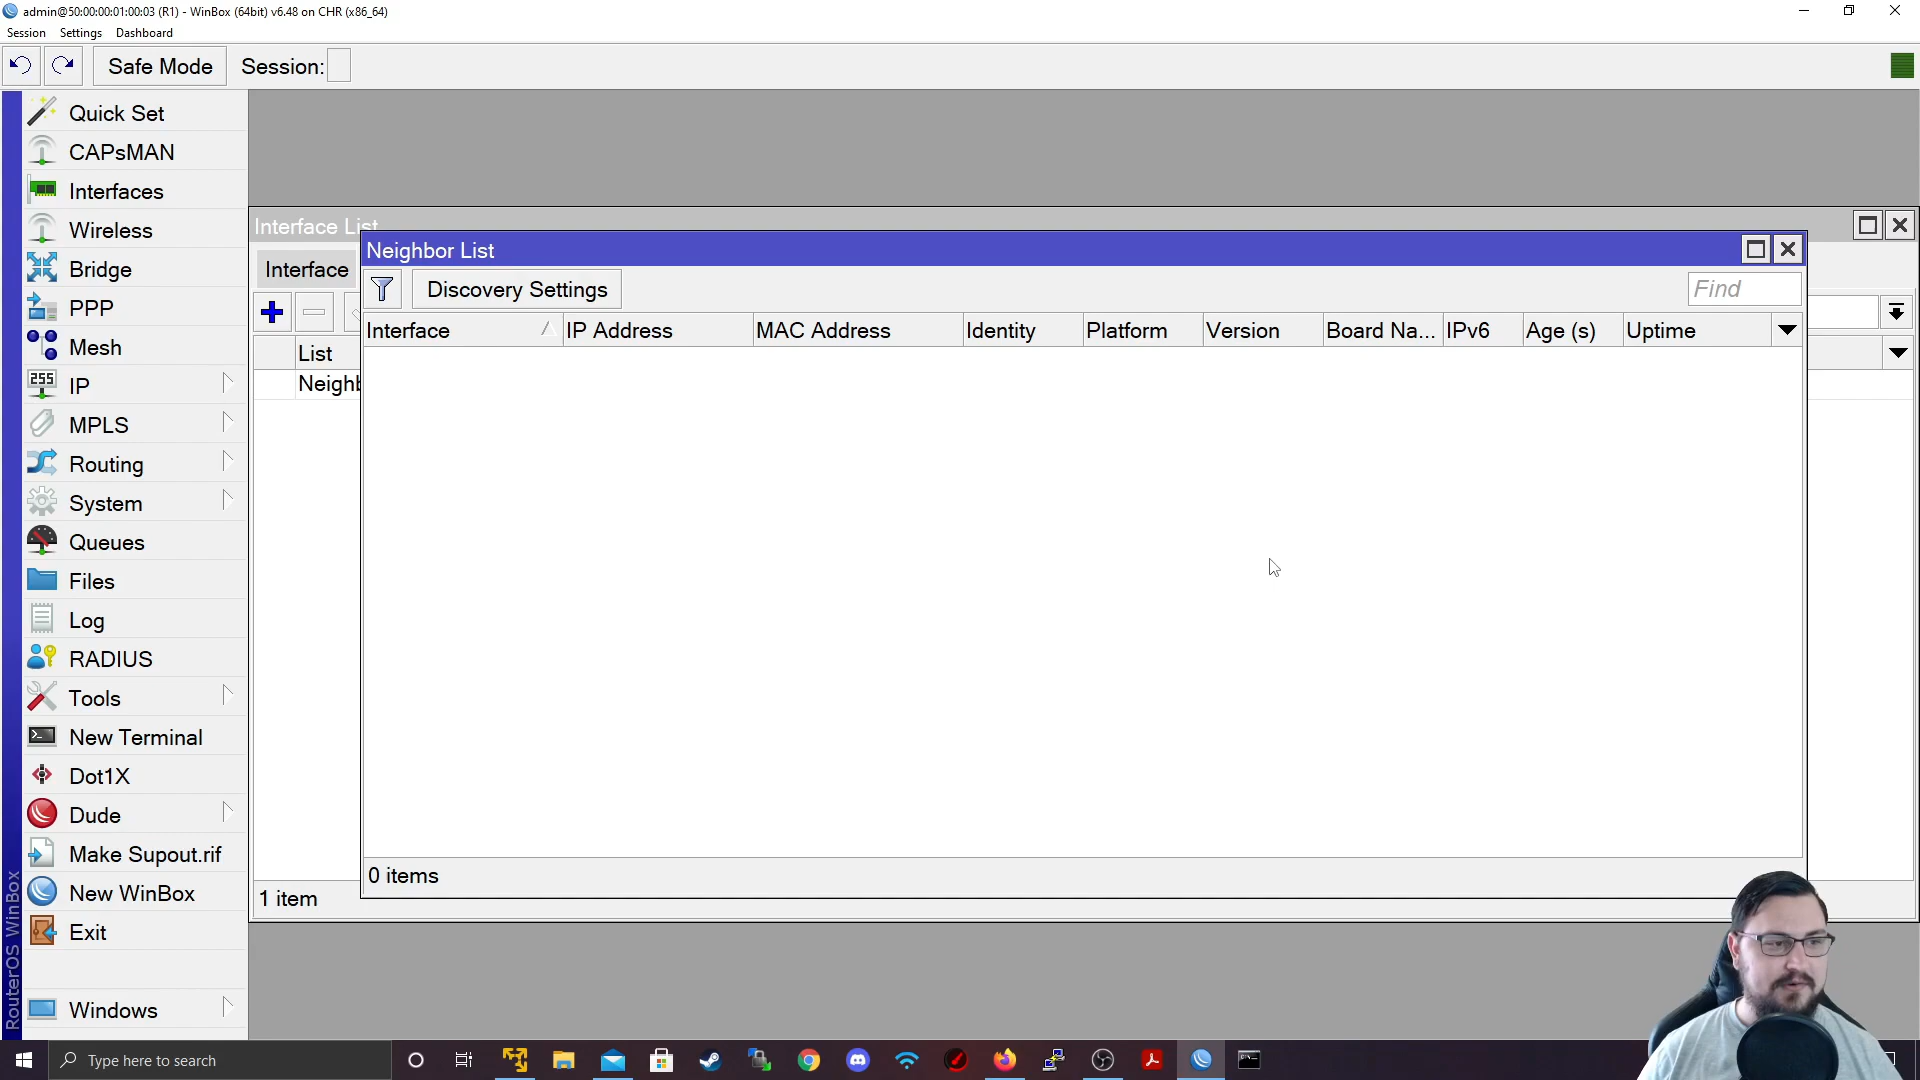 admin@50:00:00:01:00:03 (R1) - WinBox (64bit) v6.48 on CHR (x86_64)
Session Settings Dashboard
Safe Mode Session:
Quick Set
CAPsMAN
Interfaces
Wireless
Bridge
PPP
Mesh
255
IP
MPLS
Routing
System
Queues
Files
Log
RADIUS
Tools
New Terminal
Dot1X
Dude
Make Supout.rif
New WinBox
Exit
Windows
RouterOS WinBox
Interface List
Interface
List
Neighb
1 item
Neighbor List
Discovery Settings
Find
Interface IP Address MAC Address Identity Platform Version Board Na... IPv6 Age (s) Uptime
0 items
Type here to search